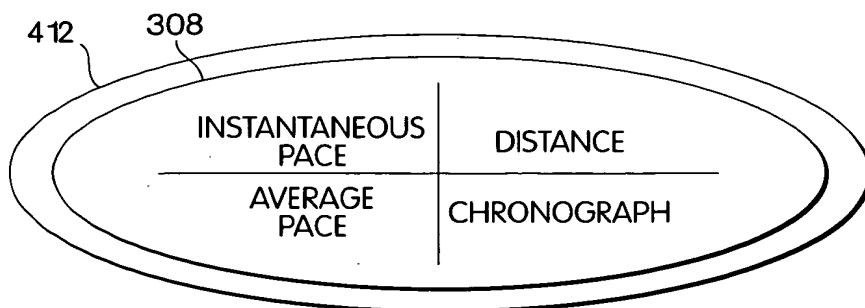 412
308
INSTANTANEOUS
PACE
DISTANCE
AVERAGE
PACE
CHRONOGRAPH